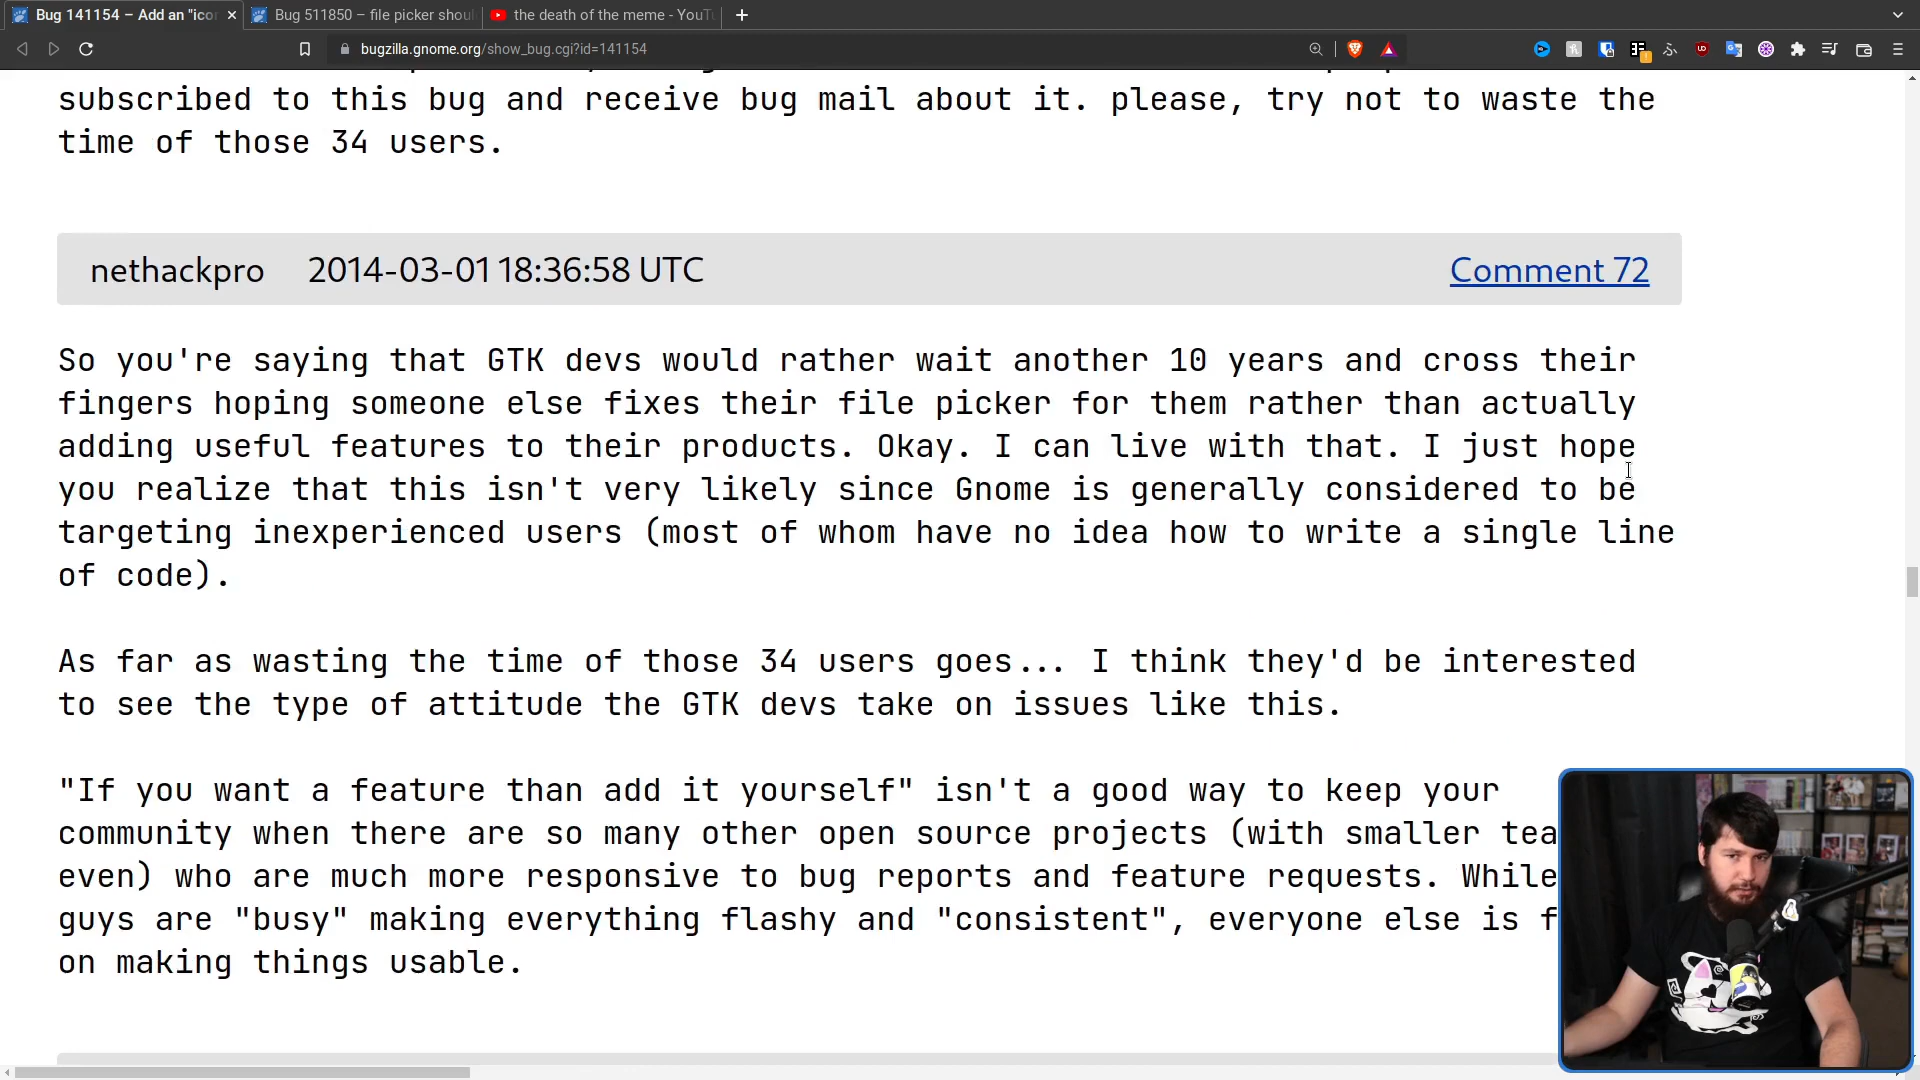 Bug 141154 – Add an "icon
Bug 511850 – file picker shoul
the death of the meme - YouTu
bugzilla.gnome.org/show_bug.cgi?id=141154
subscribed to this bug and receive bug mail about it. please, try not to waste the
time of those 34 users.
nethackpro 2014-03-01 18:36:58 UTC Comment 72
So you're saying that GTK devs would rather wait another 10 years and cross their
fingers hoping someone else fixes their file picker for them rather than actually
adding useful features to their products. Okay. I can live with that. I just hope
you realize that this isn't very likely since Gnome is generally considered to be
targeting inexperienced users (most of whom have no idea how to write a single line
of code).
As far as wasting the time of those 34 users goes... I think they'd be interested
to see the type of attitude the GTK devs take on issues like this.
"If you want a feature than add it yourself" isn't a good way to keep your
community when there are so many other open source projects (with smaller tea
even) who are much more responsive to bug reports and feature requests. While
guys are "busy" making everything flashy and "consistent", everyone else is f
on making things usable.